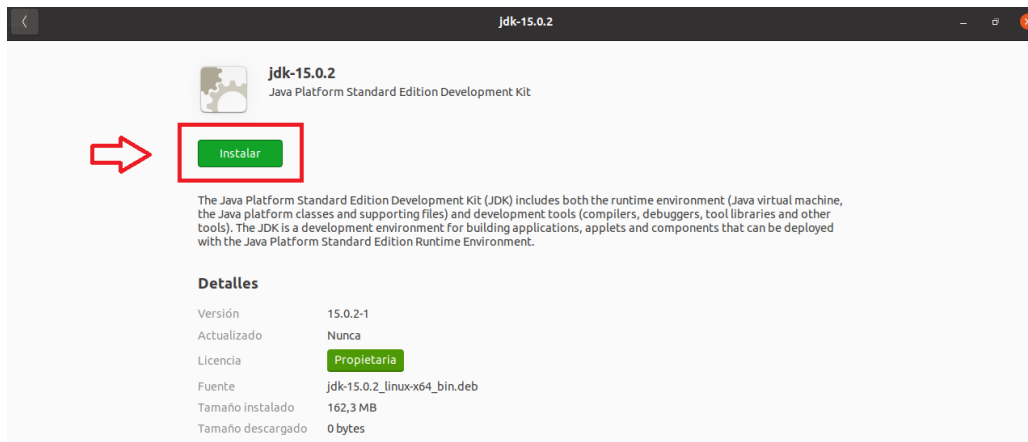 jdk-15.0.2
jdk-15.0.2
Java Platform Standard Edition Development Kit
Instalar
The Java Platform Standard Edition Development Kit (JDK) includes both the runtime environment (Java virtual machine,
the Java platform classes and supporting files) and development tools (compilers, debuggers, tool libraries and other
tools). The JDK is a development environment for building applications, applets and components that can be deployed
with the Java Platform Standard Edition Runtime Environment.
Detalles
Versión 15.0.2-1
Actualizado Nunca
Licencia Propietaria
Fuente jdk-15.0.2_linux-x64_bin.deb
Tamaño instalado 162,3 MB
Tamaño descargado 0 bytes